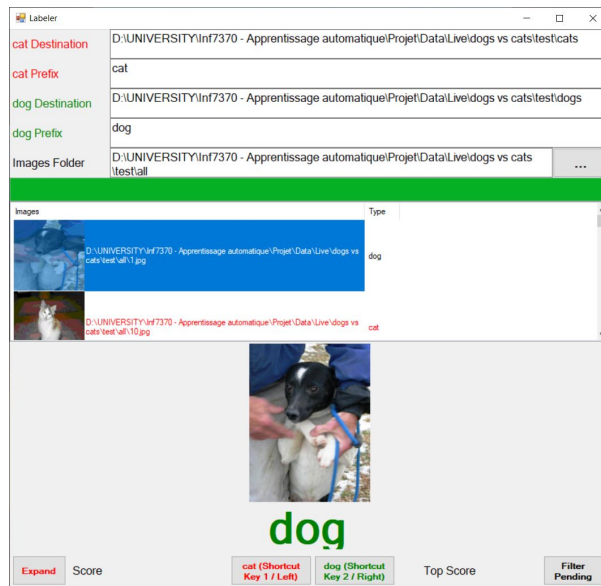 Labeler
cat Destination
D:\UNIVERSITY\Inf7370 - Apprentissage automatique\Projet\Data\Live\dogs vs cats\test\cats
cat Prefix
cat
dog Destination
D:\UNIVERSITY\Inf7370 - Apprentissage automatique\Projet\Data\Live\dogs vs cats\test\dogs
dog Prefix
dog
Images Folder
D:\UNIVERSITY\Inf7370 - Apprentissage automatique\Projet\Data\Live\dogs vs cats
\test\all
...
Images
Type
D:\UNIVERSITY\Inf7370 - Apprentissage automatique\Projet\Data\Live\dogs vs
cats\test\all\1.jpg
dog
D:\UNIVERSITY\Inf7370 - Apprentissage automatique\Projet\Data\Live\dogs vs
cats\test\all\10.jpg
cat
dog
Expand
Score
cat (Shortcut
Key 1 / Left)
dog (Shortcut
Key 2 / Right)
Top Score
Filter
Pending